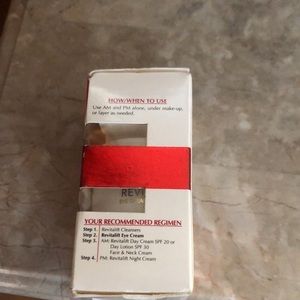 HOW/WHEN TO USE
Use AM and PM alone, under make-up,
or layer as needed.
REVI
YOUR RECOMMENDED REGIMEN
Step 1. Revitalift Cleansers
Step 2. Revitalift Eye Cream
Step 3. AM: Revitalift Day Cream SPF 20 or
Day Lotion SPF 30
Face & Neck Cream
Step 4. PM: Revitalift Night Cream